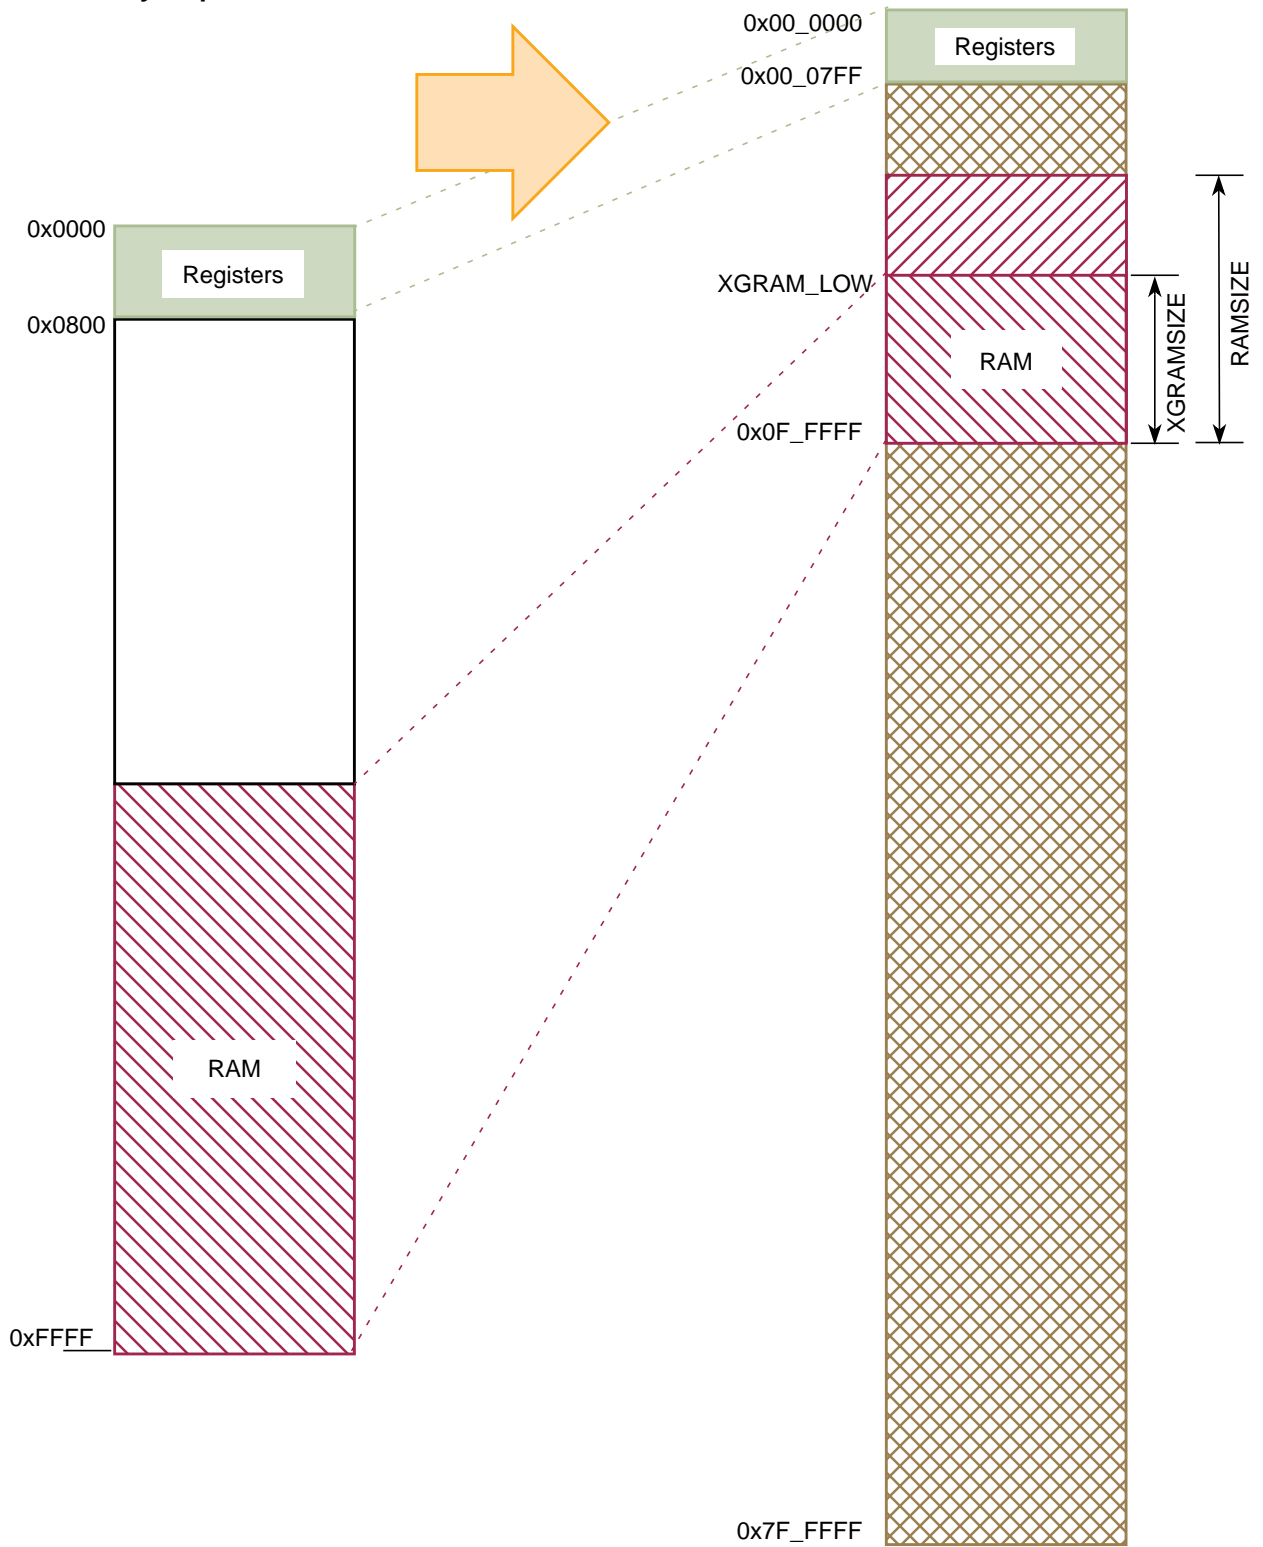 0x00_0000
Registers
0x00_07FF
0x0000
Registers
0x0800
XGRAM_LOW
RAM
XGRAMSIZE
RAMSIZE
0x0F_FFFF
RAM
0xFFFF
0x7F_FFFF